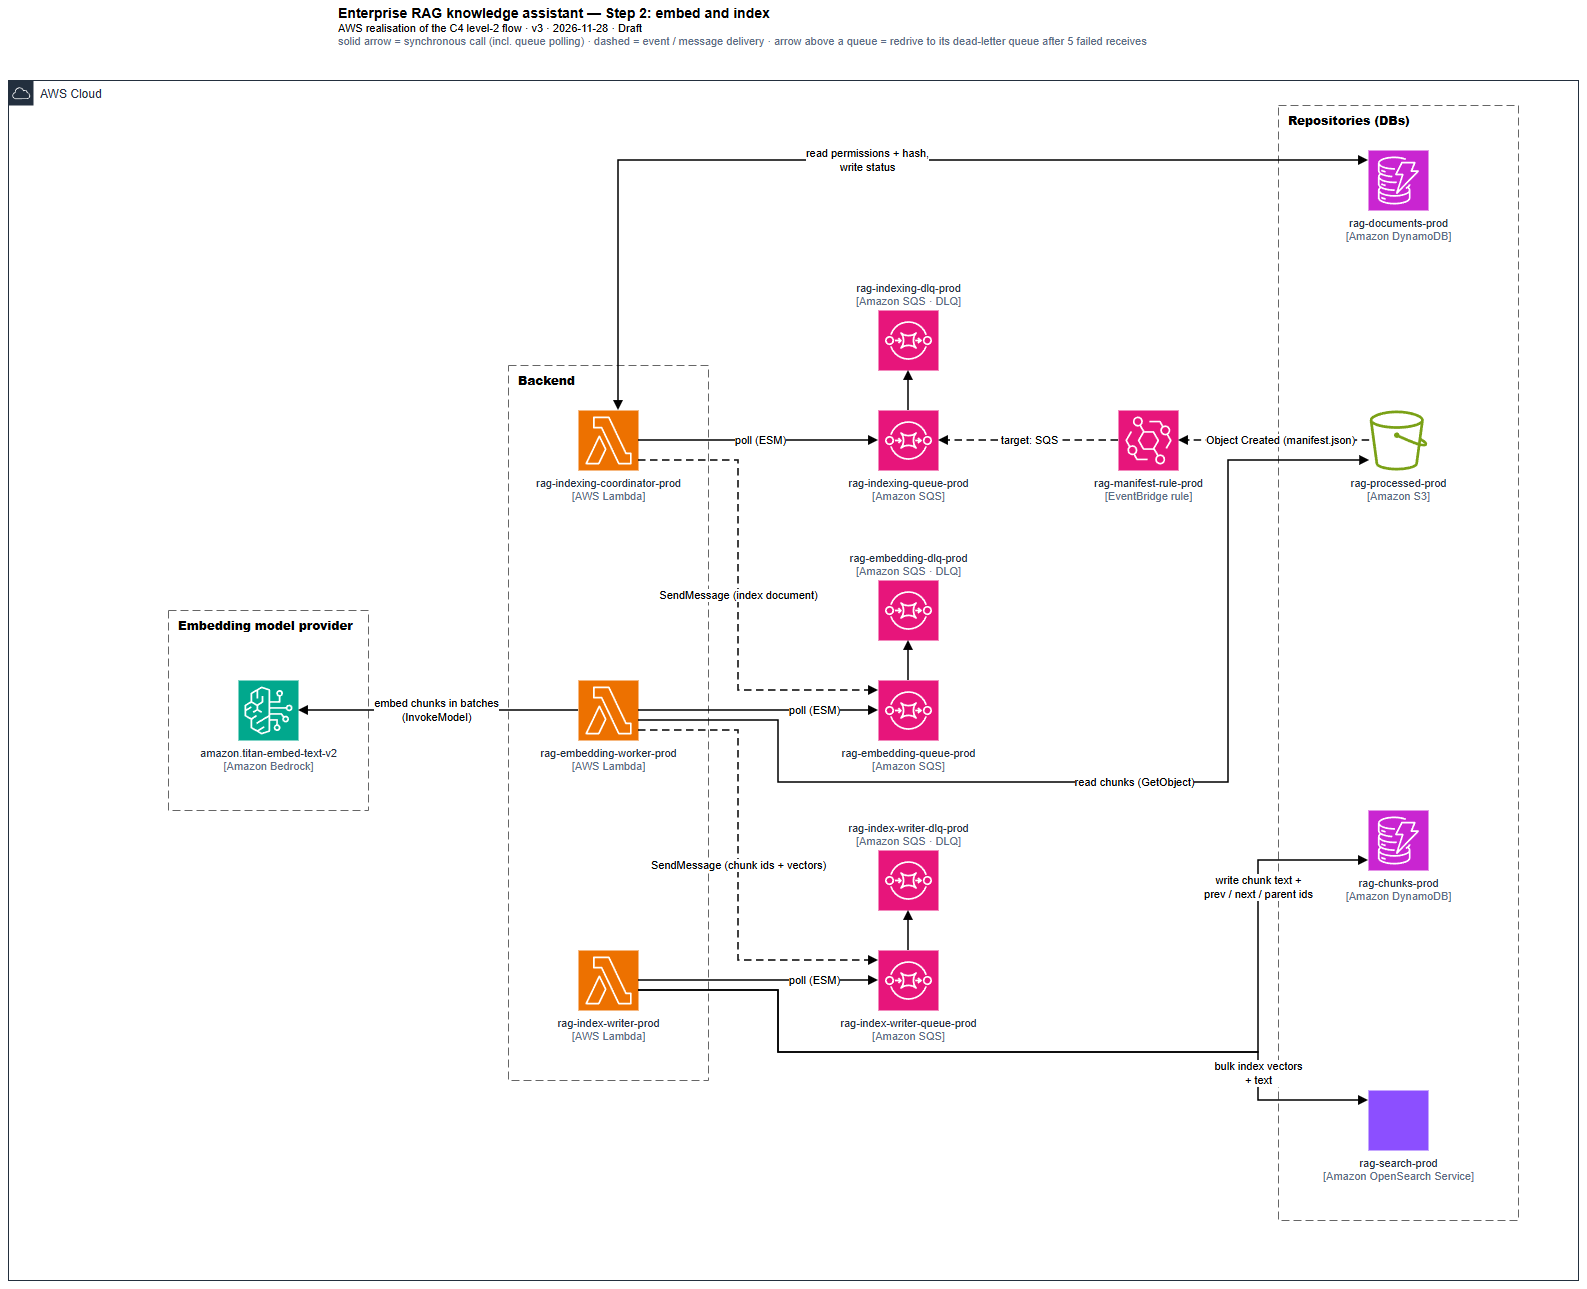 Enterprise RAG knowledge assistant — Step 2: embed and index
AWS realisation of the C4 level-2 flow · v3 · 2026-11-28 · Draft
solid arrow = synchronous call (incl. queue polling) · dashed = event / message delivery · arrow above a queue = redrive to its dead-letter queue after 5 failed receives
AWS Cloud
Repositories (DBs)
read permissions + hash,
write status
rag-documents-prod
[Amazon DynamoDB]
rag-indexing-dlq-prod
[Amazon SQS · DLQ]
Backend
poll (ESM)
target: SQS
Object Created (manifest.json)
rag-indexing-coordinator-prod
[AWS Lambda]
rag-indexing-queue-prod
[Amazon SQS]
rag-manifest-rule-prod
[EventBridge rule]
rag-processed-prod
[Amazon S3]
rag-embedding-dlq-prod
[Amazon SQS · DLQ]
SendMessage (index document)
Embedding model provider
embed chunks in batches
(InvokeModel)
poll (ESM)
amazon.titan-embed-text-v2
[Amazon Bedrock]
rag-embedding-worker-prod
[AWS Lambda]
rag-embedding-queue-prod
[Amazon SQS]
read chunks (GetObject)
rag-index-writer-dlq-prod
[Amazon SQS · DLQ]
SendMessage (chunk ids + vectors)
write chunk text +
prev / next / parent ids
rag-chunks-prod
[Amazon DynamoDB]
poll (ESM)
rag-index-writer-prod
[AWS Lambda]
rag-index-writer-queue-prod
[Amazon SQS]
bulk index vectors
+ text
rag-search-prod
[Amazon OpenSearch Service]